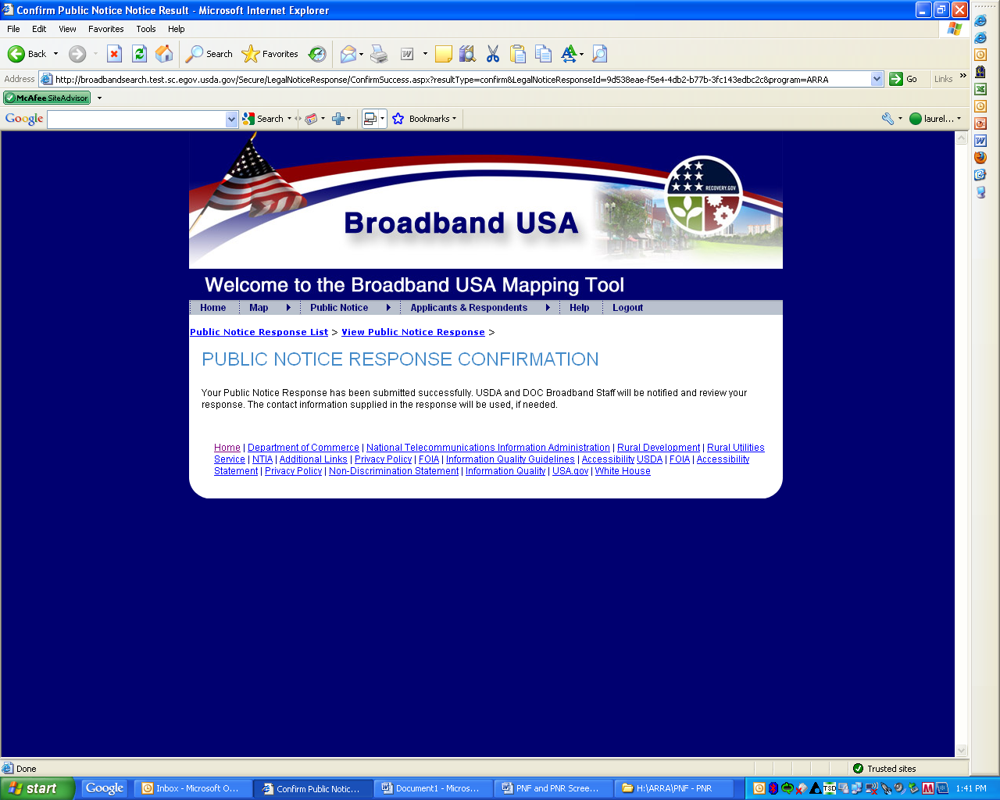 Confirm Public Notice Notice Result - Microsoft Internet Explorer
File Edit View Favorites Tools Help
Back Search Favorites
Address http://broadbandsearch.test.sc.egov.usda.gov/Secure/LegalNoticeResponse/ConfirmSuccess.aspx?resultType=confirm&LegalNoticeResponseId=9d538eae-f5e4-4db2-b77b-3fc143edbc2c&program=ARRA Go Links »
McAfee SiteAdvisor
Google Search Bookmarks laurel...
RECOVERY.GOV
Broadband USA
Welcome to the Broadband USA Mapping Tool
Home Map Public Notice Applicants & Respondents Help Logout
Public Notice Response List > View Public Notice Response >
PUBLIC NOTICE RESPONSE CONFIRMATION
Your Public Notice Response has been submitted successfully. USDA and DOC Broadband Staff will be notified and review your
response. The contact information supplied in the response will be used, if needed.
Home | Department of Commerce | National Telecommunications Information Administration | Rural Development | Rural Utilities
Service | NTIA | Additional Links | Privacy Policy | FOIA | Information Quality Guidelines | Accessibility USDA | FOIA | Accessibility
Statement | Privacy Policy | Non-Discrimination Statement | Information Quality | USA.gov | White House
Done Trusted sites
start Google Inbox - Microsoft O... Confirm Public Notic... Document1 - Micros... PNF and PNR Scree... H:\ARRA\PNF - PNR TSD 1:41 PM